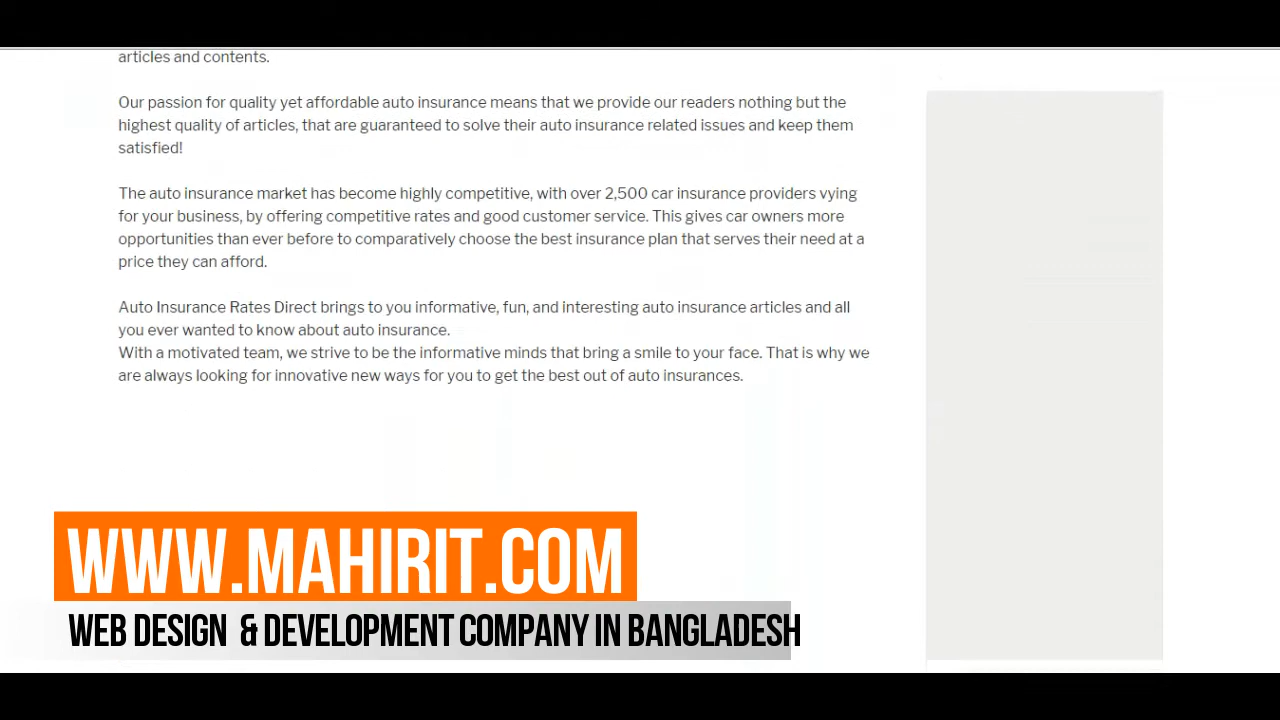 articles and contents.
Our passion for quality yet affordable auto insurance means that we provide our readers nothing but the
highest quality of articles, that are guaranteed to solve their auto insurance related issues and keep them
satisfied!
The auto insurance market has become highly competitive, with over 2,500 car insurance providers vying
for your business, by offering competitive rates and good customer service. This gives car owners more
opportunities than ever before to comparatively choose the best insurance plan that serves their need at a
price they can afford.
Auto Insurance Rates Direct brings to you informative, fun, and interesting auto insurance articles and all
you ever wanted to know about auto insurance.
With a motivated team, we strive to be the informative minds that bring a smile to your face. That is why we
are always looking for innovative new ways for you to get the best out of auto insurances.
WWW.MAHIRIT.COM
WEB DESIGN & DEVELOPMENT COMPANY IN BANGLADESH